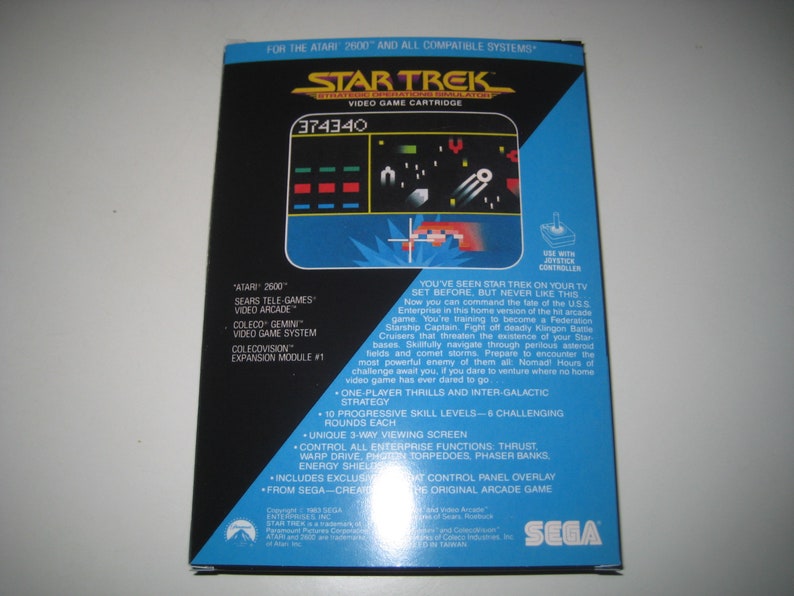 FOR THE ATARI® 2600™ AND ALL COMPATIBLE SYSTEMS*
STAR TREK™
STRATEGIC OPERATIONS SIMULATOR
VIDEO GAME CARTRIDGE
374340
USE WITH
JOYSTICK
CONTROLLER
*ATARI® 2600™
SEARS TELE-GAMES®
VIDEO ARCADE™
COLECO® GEMINI™
VIDEO GAME SYSTEM
COLECOVISION™
EXPANSION MODULE #1
YOU'VE SEEN STAR TREK ON YOUR TV
SET BEFORE, BUT NEVER LIKE THIS...
Now you can command the fate of the U.S.S.
Enterprise in this home version of the hit arcade
game. You're training to become a Federation
Starship Captain. Fight off deadly Klingon Battle
Cruisers that threaten the existence of your Star-
bases. Skillfully navigate through perilous asteroid
fields and comet storms. Prepare to encounter the
most powerful enemy of them all: Nomad! Hours of
challenge await you, if you dare to venture where no home
video game has ever dared to go . . .
• ONE-PLAYER THRILLS AND INTER-GALACTIC
STRATEGY
• 10 PROGRESSIVE SKILL LEVELS—6 CHALLENGING
ROUNDS EACH
• UNIQUE 3-WAY VIEWING SCREEN
• CONTROL ALL ENTERPRISE FUNCTIONS: THRUST,
WARP DRIVE, PHOTON TORPEDOES, PHASER BANKS,
ENERGY SHIELDS
• INCLUDES EXCLUSIVE CONTROL PANEL OVERLAY
• FROM SEGA—THE ORIGINAL ARCADE GAME
Copyright © 1983 SEGA
ENTERPRISES, INC.
STAR TREK is a trademark of
Paramount Pictures Corporation
ATARI and 2600 are trademarks
of Atari, Inc.
and Video Arcade™
of Sears, Roebuck
and ColecoVision™
of Coleco Industries, Inc.
IN TAIWAN
SEGA